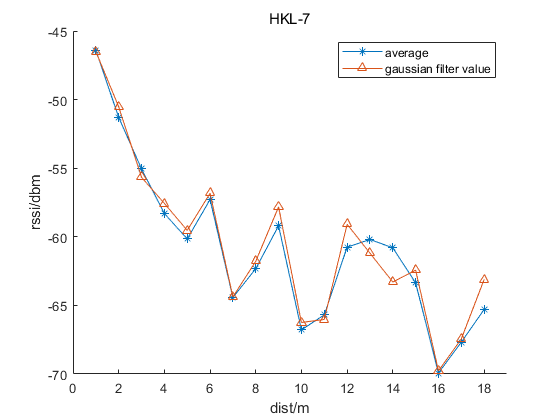 HKL-7
average
gaussian filter value
-45
-50
-55
-60
-65
-70
rssi/dbm
0 2 4 6 8 10 12 14 16 18
dist/m